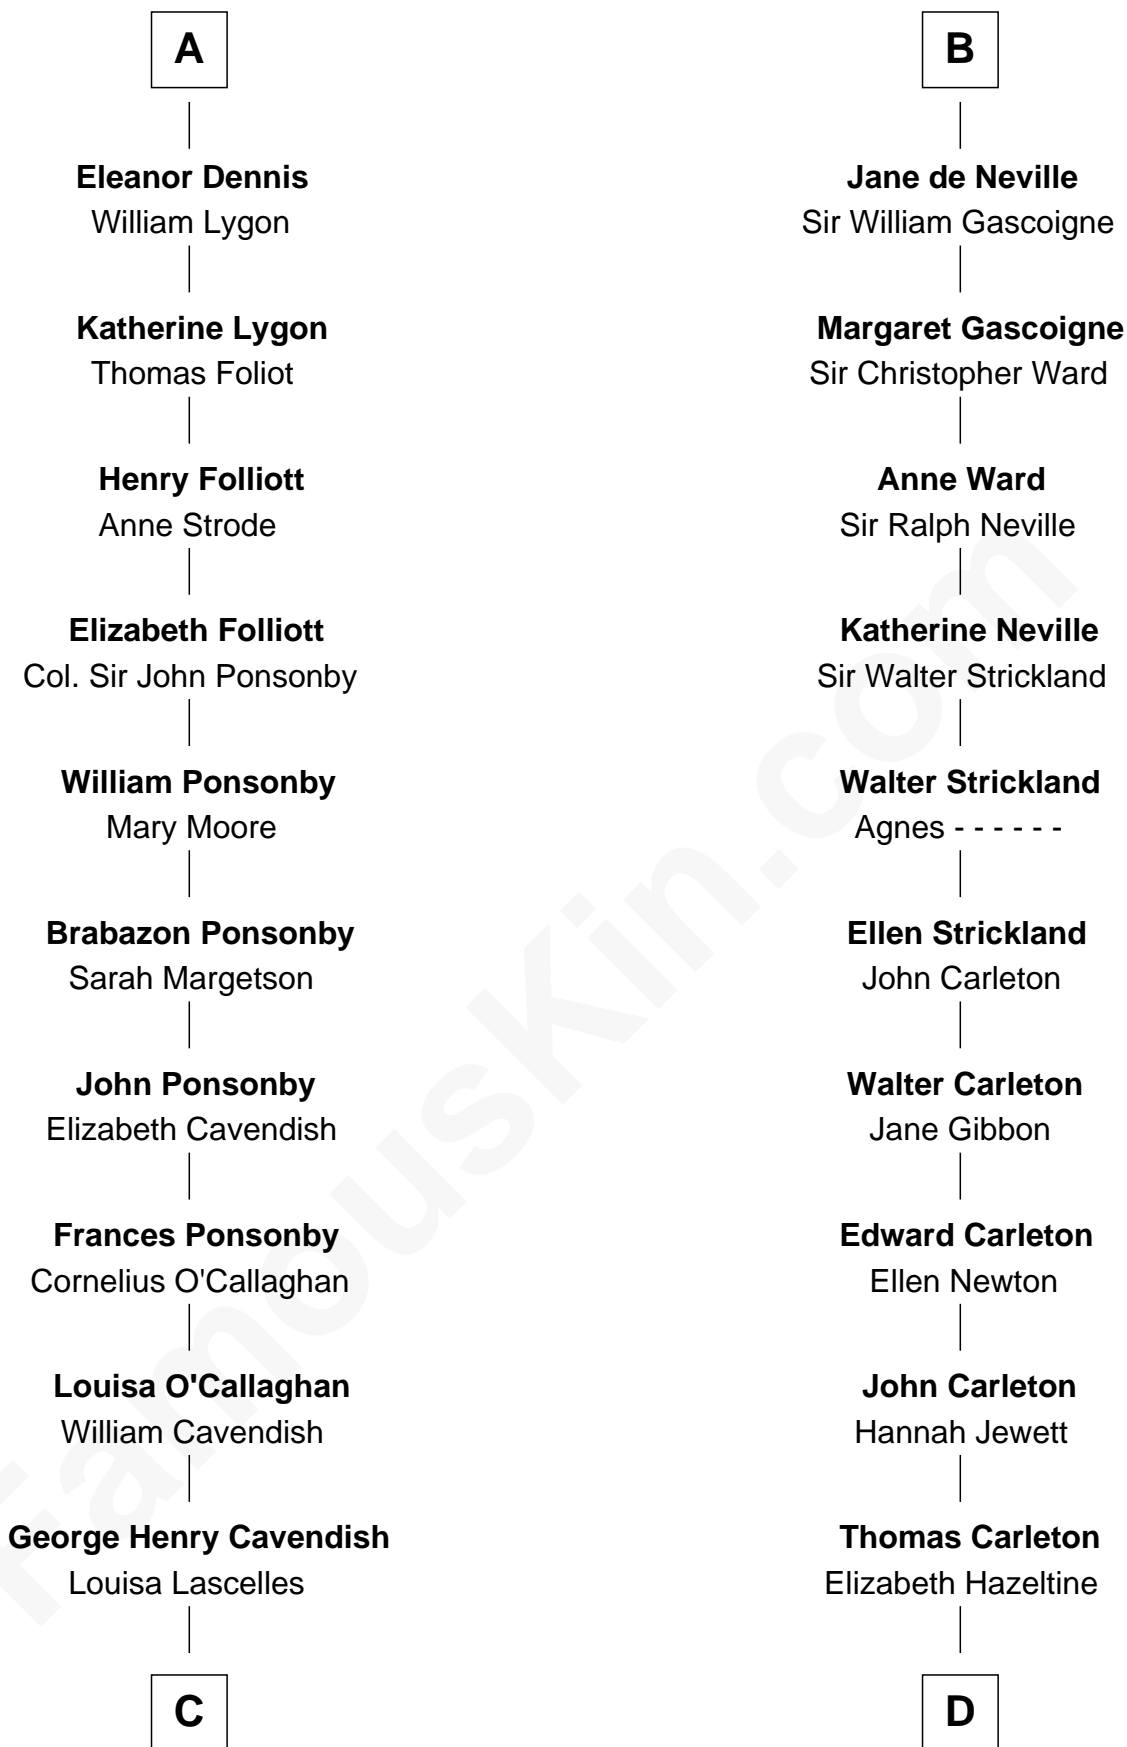 A
Eleanor Dennis
William Lygon
Katherine Lygon
Thomas Foliot
Henry Folliott
Anne Strode
Elizabeth Folliott
Col. Sir John Ponsonby
William Ponsonby
Mary Moore
Brabazon Ponsonby
Sarah Margetson
John Ponsonby
Elizabeth Cavendish
Frances Ponsonby
Cornelius O'Callaghan
Louisa O'Callaghan
William Cavendish
George Henry Cavendish
Louisa Lascelles
C
B
Jane de Neville
Sir William Gascoigne
Margaret Gascoigne
Sir Christopher Ward
Anne Ward
Sir Ralph Neville
Katherine Neville
Sir Walter Strickland
Walter Strickland
Agnes - - - - - -
Ellen Strickland
John Carleton
Walter Carleton
Jane Gibbon
Edward Carleton
Ellen Newton
John Carleton
Hannah Jewett
Thomas Carleton
Elizabeth Hazeltine
D
FamousKin.com